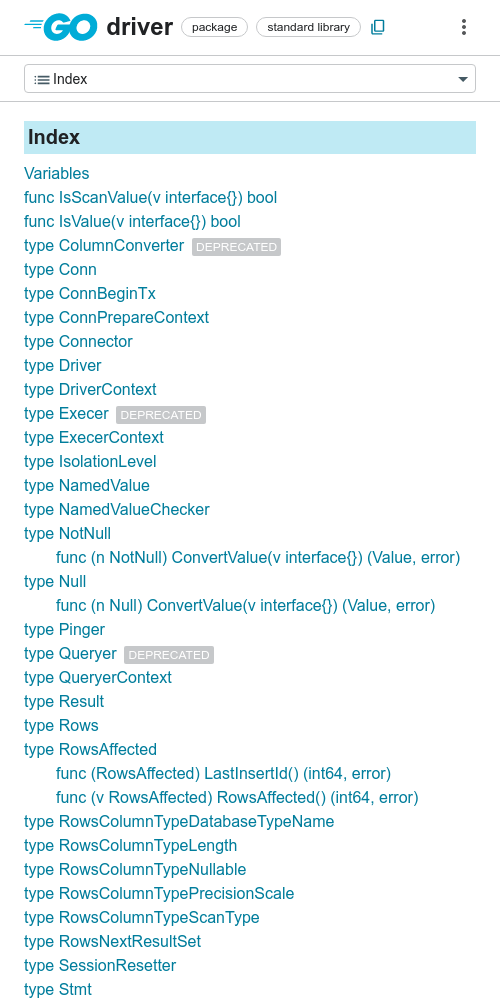 GO driver package standard library
Index
Index
Variables
func IsScanValue(v interface{}) bool
func IsValue(v interface{}) bool
type ColumnConverter DEPRECATED
type Conn
type ConnBeginTx
type ConnPrepareContext
type Connector
type Driver
type DriverContext
type Execer DEPRECATED
type ExecerContext
type IsolationLevel
type NamedValue
type NamedValueChecker
type NotNull
func (n NotNull) ConvertValue(v interface{}) (Value, error)
type Null
func (n Null) ConvertValue(v interface{}) (Value, error)
type Pinger
type Queryer DEPRECATED
type QueryerContext
type Result
type Rows
type RowsAffected
func (RowsAffected) LastInsertId() (int64, error)
func (v RowsAffected) RowsAffected() (int64, error)
type RowsColumnTypeDatabaseTypeName
type RowsColumnTypeLength
type RowsColumnTypeNullable
type RowsColumnTypePrecisionScale
type RowsColumnTypeScanType
type RowsNextResultSet
type SessionResetter
type Stmt